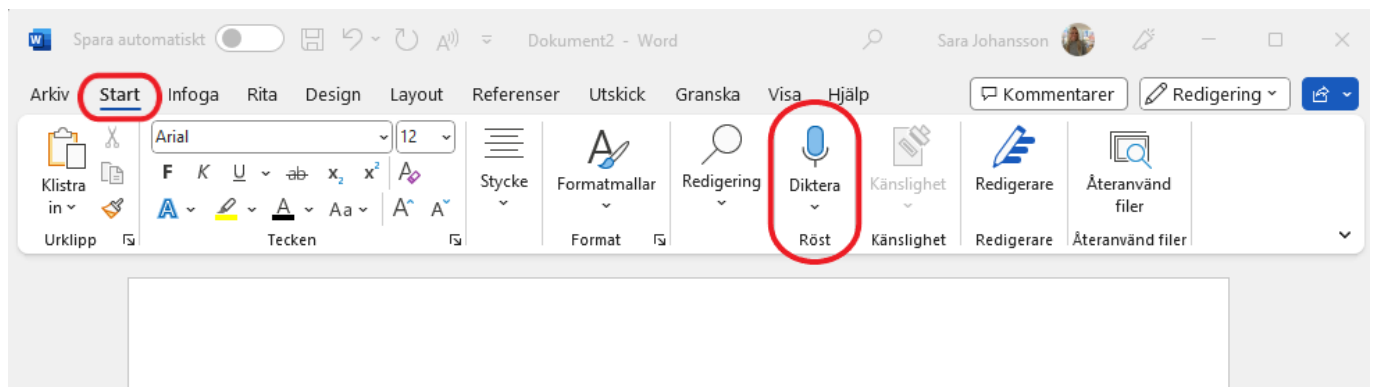 Spara automatiskt Dokument2 - Word Sara Johansson
Arkiv Start Infoga Rita Design Layout Referenser Utskick Granska Visa Hjälp Kommentarer Redigering
Arial 12
F K U ab x₂ x² A
Klistra in Stycke Formatmallar Redigering Diktera Känslighet Redigerare Återanvänd filer
A A Aa A A
Urklipp Tecken Format Röst Känslighet Redigerare Återanvänd filer